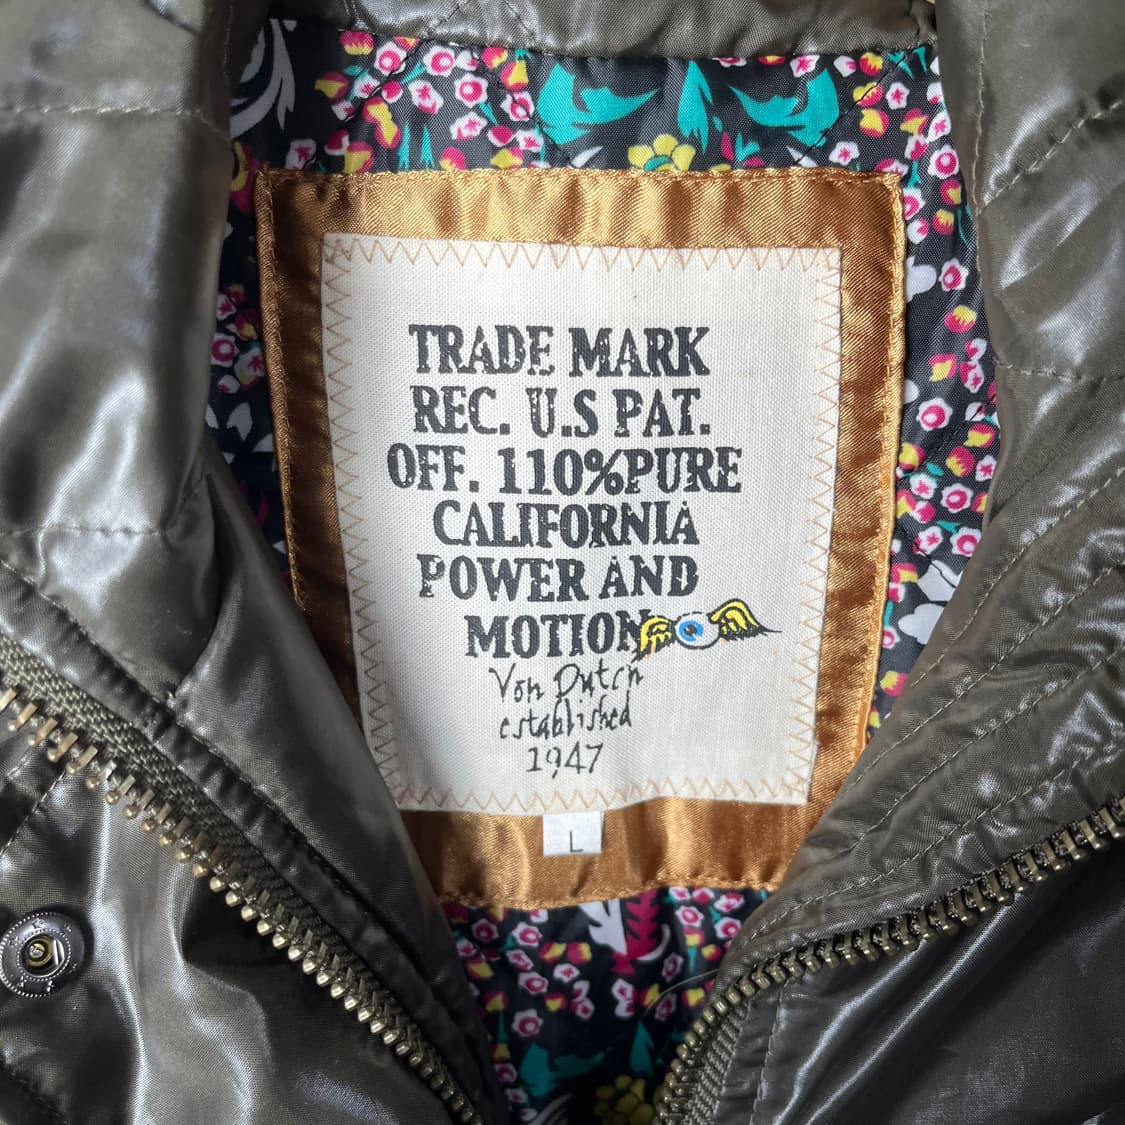 TRADE MARK
REC. U.S PAT.
OFF. 110%PURE
CALIFORNIA
POWER AND
MOTION
Von Dutch
established
1947
L